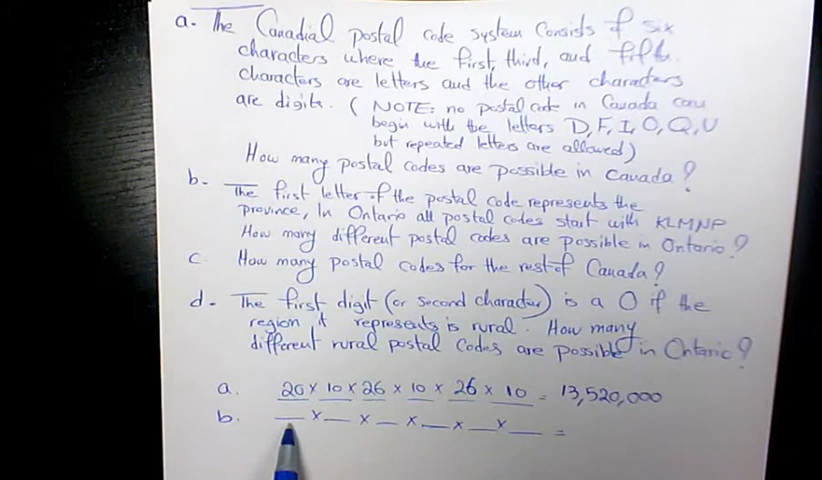 a- The Canadial postal code system consists of six
characters where the first, third, and fifth
characters are letters and the other characters
are digits. (NOTE: no postal code in Canada can
begin with the letters D, F, I, O, Q, U
but repeated letters are allowed)
How many postal codes are possible in Canada?
b- The first letter of the postal code represents the
province, In Ontario all postal codes start with KLMNP
How many different postal codes are possible in Ontario?
c How many postal codes for the rest of Canada?
d- The first digit (or second character) is a 0 if the
region it represents is rural. How many
different rural postal codes are possible in Ontario?
a. 20 × 10 × 26 × 10 × 26 × 10 = 13,520,000
b. __ × __ × __ × __ × __ × __ =